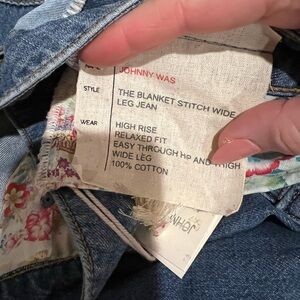 JOHNNY WAS
STYLE THE BLANKET STITCH WIDE
LEG JEAN
WEAR HIGH RISE
RELAXED FIT
EASY THROUGH HIP AND THIGH
WIDE LEG
100% COTTON
JOHN